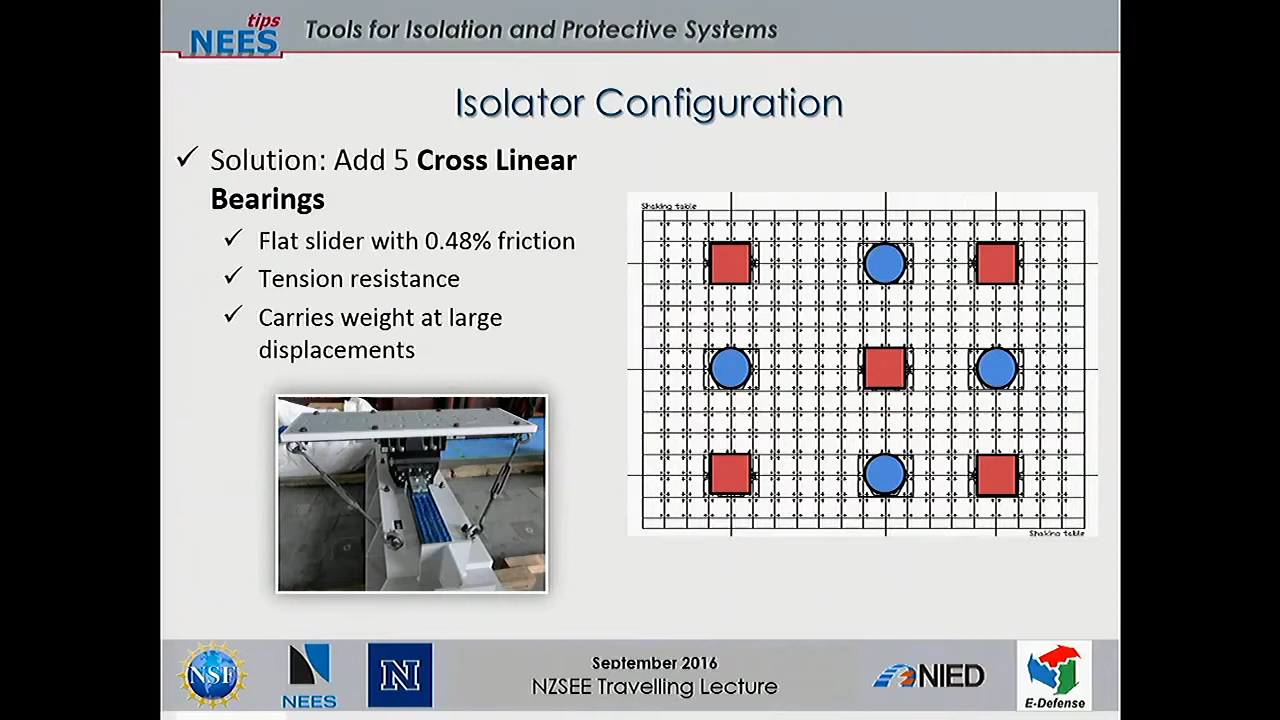 tips
NEES
Tools for Isolation and Protective Systems
Isolator Configuration
✓ Solution: Add 5 Cross Linear
Bearings
✓ Flat slider with 0.48% friction
✓ Tension resistance
✓ Carries weight at large
displacements
Shaking table
Shaking table
NSF
NEES
N
September 2016
NZSEE Travelling Lecture
NIED
E-Defense